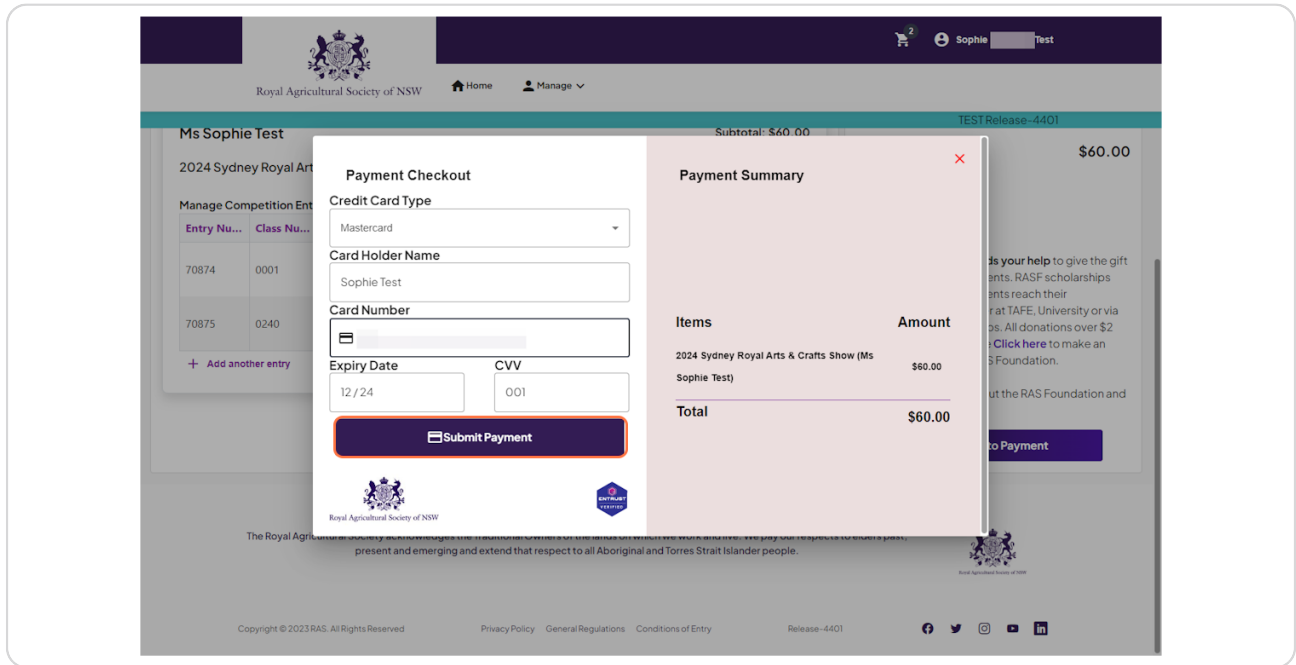 2
Sophie Test
Royal Agricultural Society of NSW
Home
Manage
TEST Release-4401
Ms Sophie Test
Subtotal: $60.00
$60.00
2024 Sydney Royal Art
Manage Competition Ent
Entry Nu... Class Nu...
70874 0001
70875 0240
+ Add another entry
Payment Checkout
Credit Card Type
Mastercard
Card Holder Name
Sophie Test
Card Number
Expiry Date CVV
12/24 001
Submit Payment
Royal Agricultural Society of NSW
ENTRUST
VERIFIED
Payment Summary
Items Amount
2024 Sydney Royal Arts & Crafts Show (Ms
Sophie Test)
$60.00
Total $60.00
ds your help to give the gift
ents. RASF scholarships
ents reach their
r at TAFE, University or via
os. All donations over $2
Click here to make an
S Foundation.
ut the RAS Foundation and
to Payment
The Royal Agricultural Society acknowledges the Traditional Owners of the lands on which we work and live. We pay our respects to elders past,
present and emerging and extend that respect to all Aboriginal and Torres Strait Islander people.
Royal Agricultural Society of NSW
Copyright © 2023 RAS. All Rights Reserved
Privacy Policy General Regulations Conditions of Entry
Release-4401